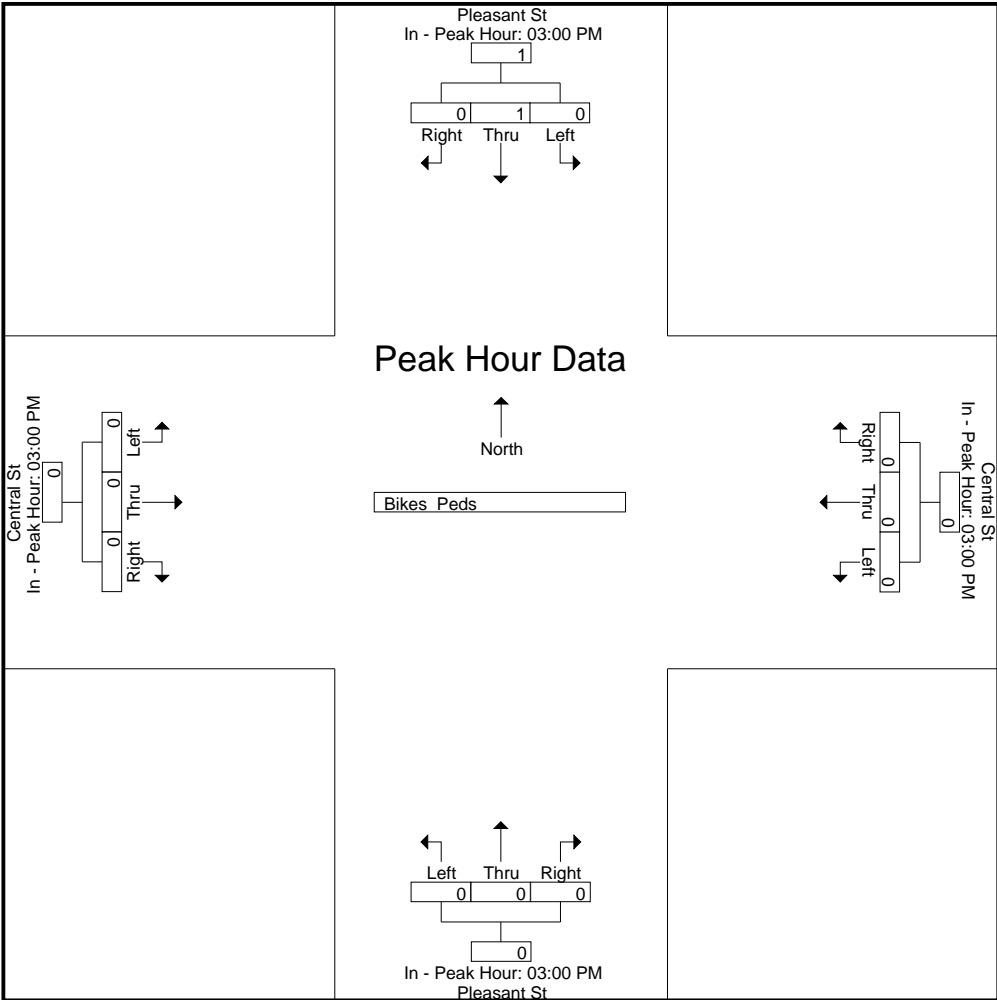 Pleasant St
In - Peak Hour: 03:00 PM
1
0 1 0
Right Thru Left
Peak Hour Data
North
Bikes Peds
Central St
In - Peak Hour: 03:00 PM
0
0 0 0
Left Thru Right
Central St
In - Peak Hour: 03:00 PM
0
0 0 0
Right Thru Left
Left Thru Right
0 0 0
0
In - Peak Hour: 03:00 PM
Pleasant St